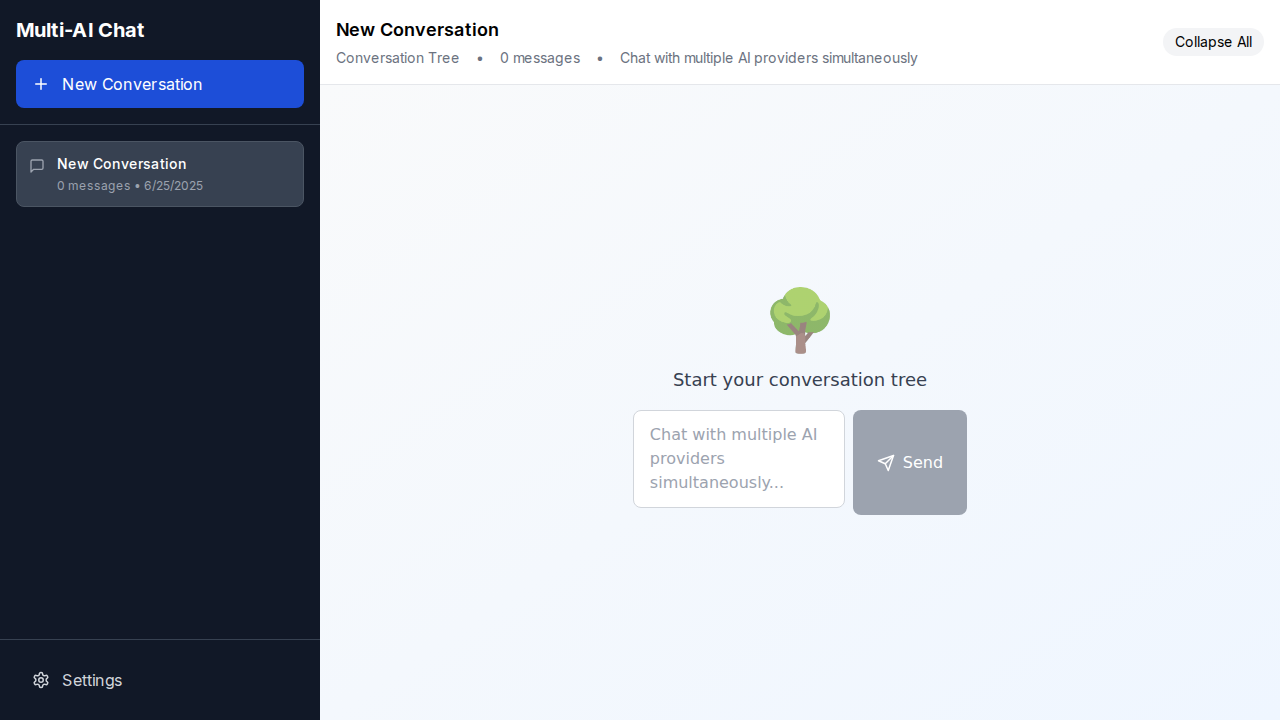 Multi-AI Chat
New Conversation
New Conversation
0 messages • 6/25/2025
Settings
New Conversation
Conversation Tree • 0 messages • Chat with multiple AI providers simultaneously
Collapse All
Start your conversation tree
Chat with multiple AI
providers
simultaneously...
Send